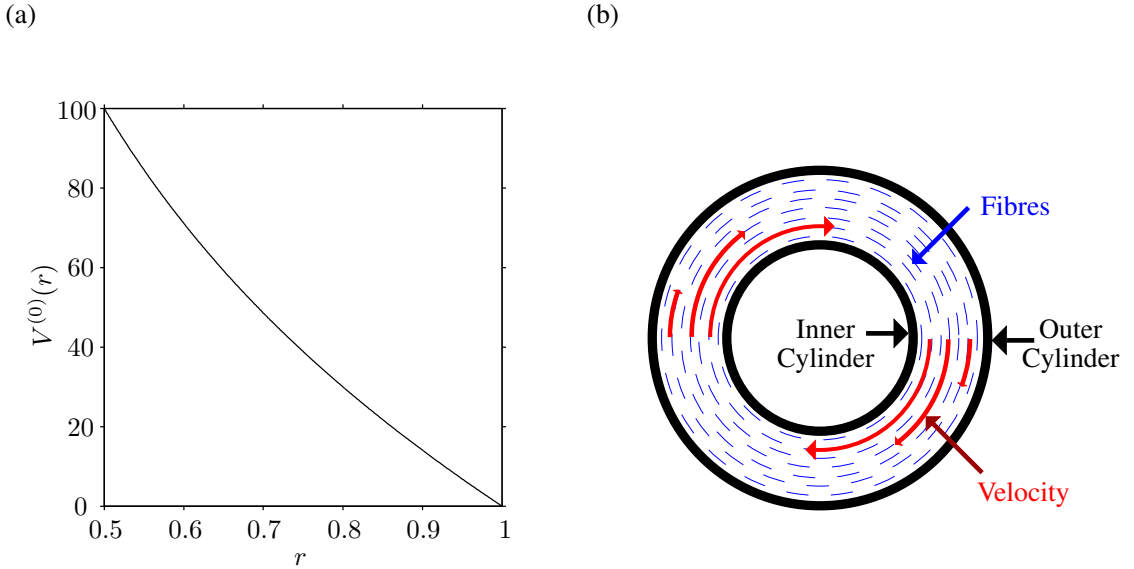 (a)
(b)
100
80
60
40
20
0
V^{(0)}(r)
0.5
0.6
0.7
0.8
0.9
1
r
Fibres
Inner
Cylinder
Outer
Cylinder
Velocity